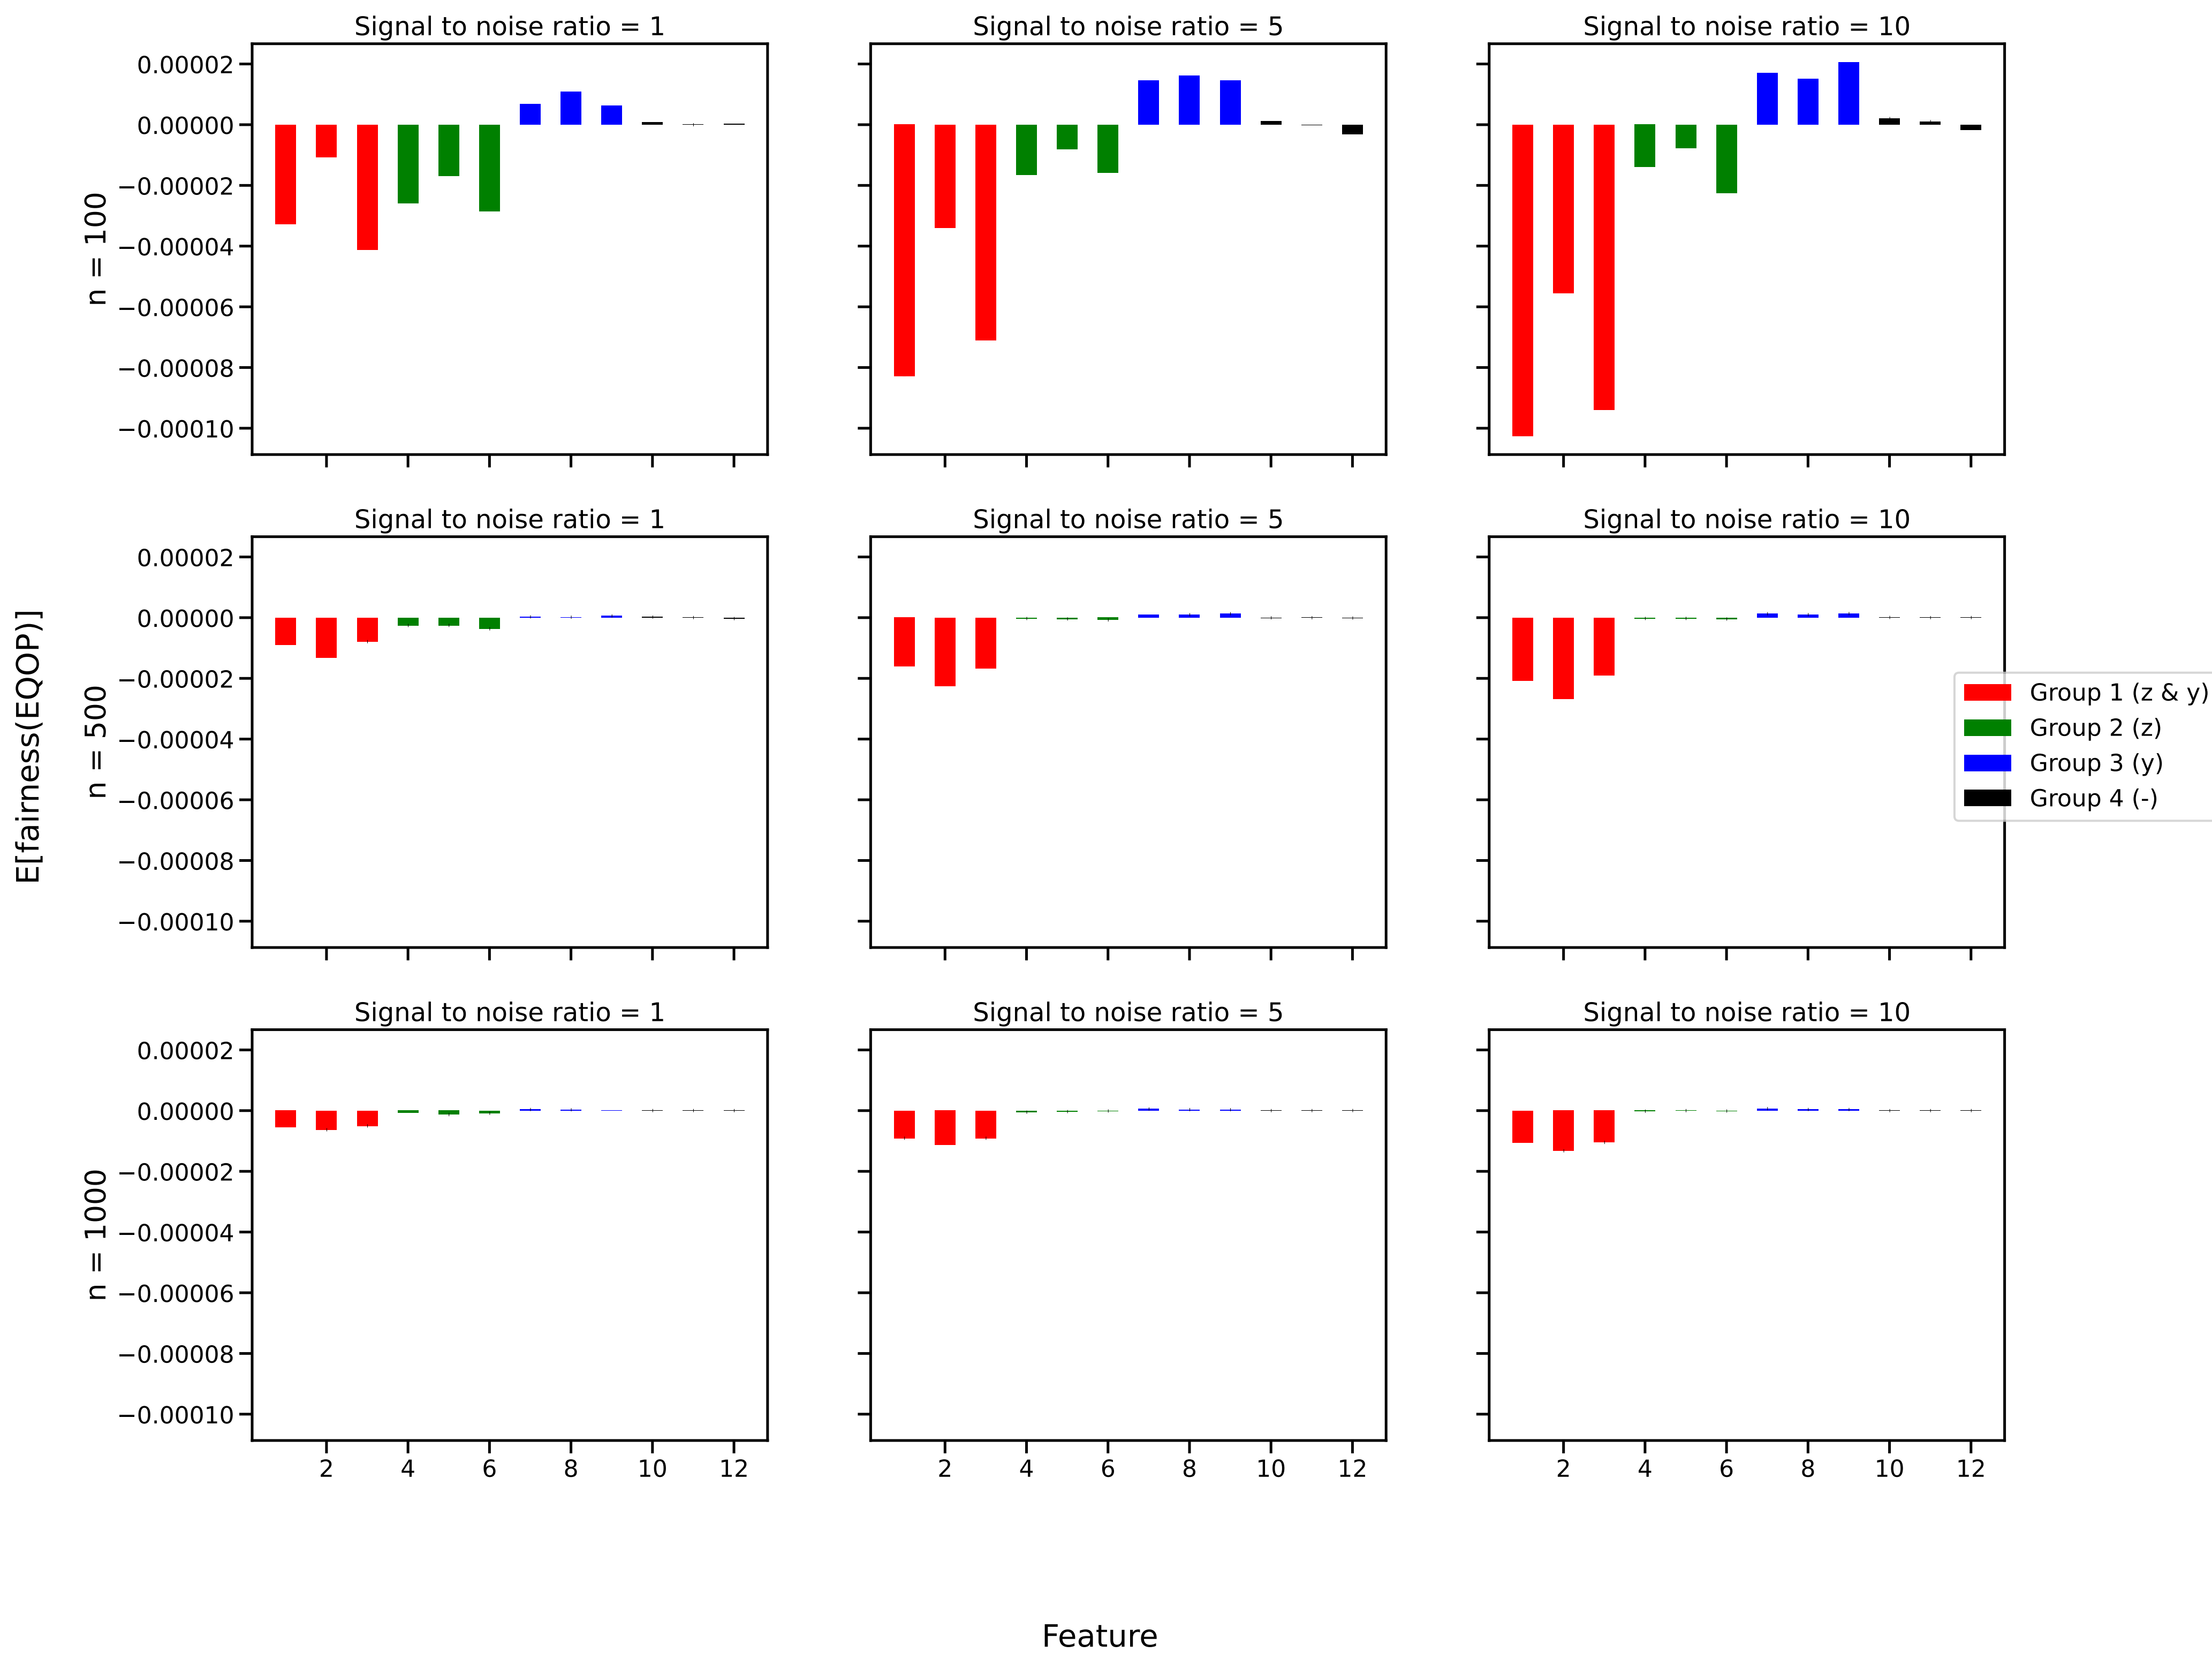 Signal to noise ratio = 1
Signal to noise ratio = 5
Signal to noise ratio = 10
0.00002
0.00000
−0.00002
−0.00004
−0.00006
−0.00008
−0.00010
n = 100
Signal to noise ratio = 1
Signal to noise ratio = 5
Signal to noise ratio = 10
0.00002
0.00000
−0.00002
−0.00004
−0.00006
−0.00008
−0.00010
n = 500
E[fairness(EQOP)]
Group 1 (z & y)
Group 2 (z)
Group 3 (y)
Group 4 (-)
Signal to noise ratio = 1
Signal to noise ratio = 5
Signal to noise ratio = 10
0.00002
0.00000
−0.00002
−0.00004
−0.00006
−0.00008
−0.00010
n = 1000
2 4 6 8 10 12
2 4 6 8 10 12
2 4 6 8 10 12
Feature